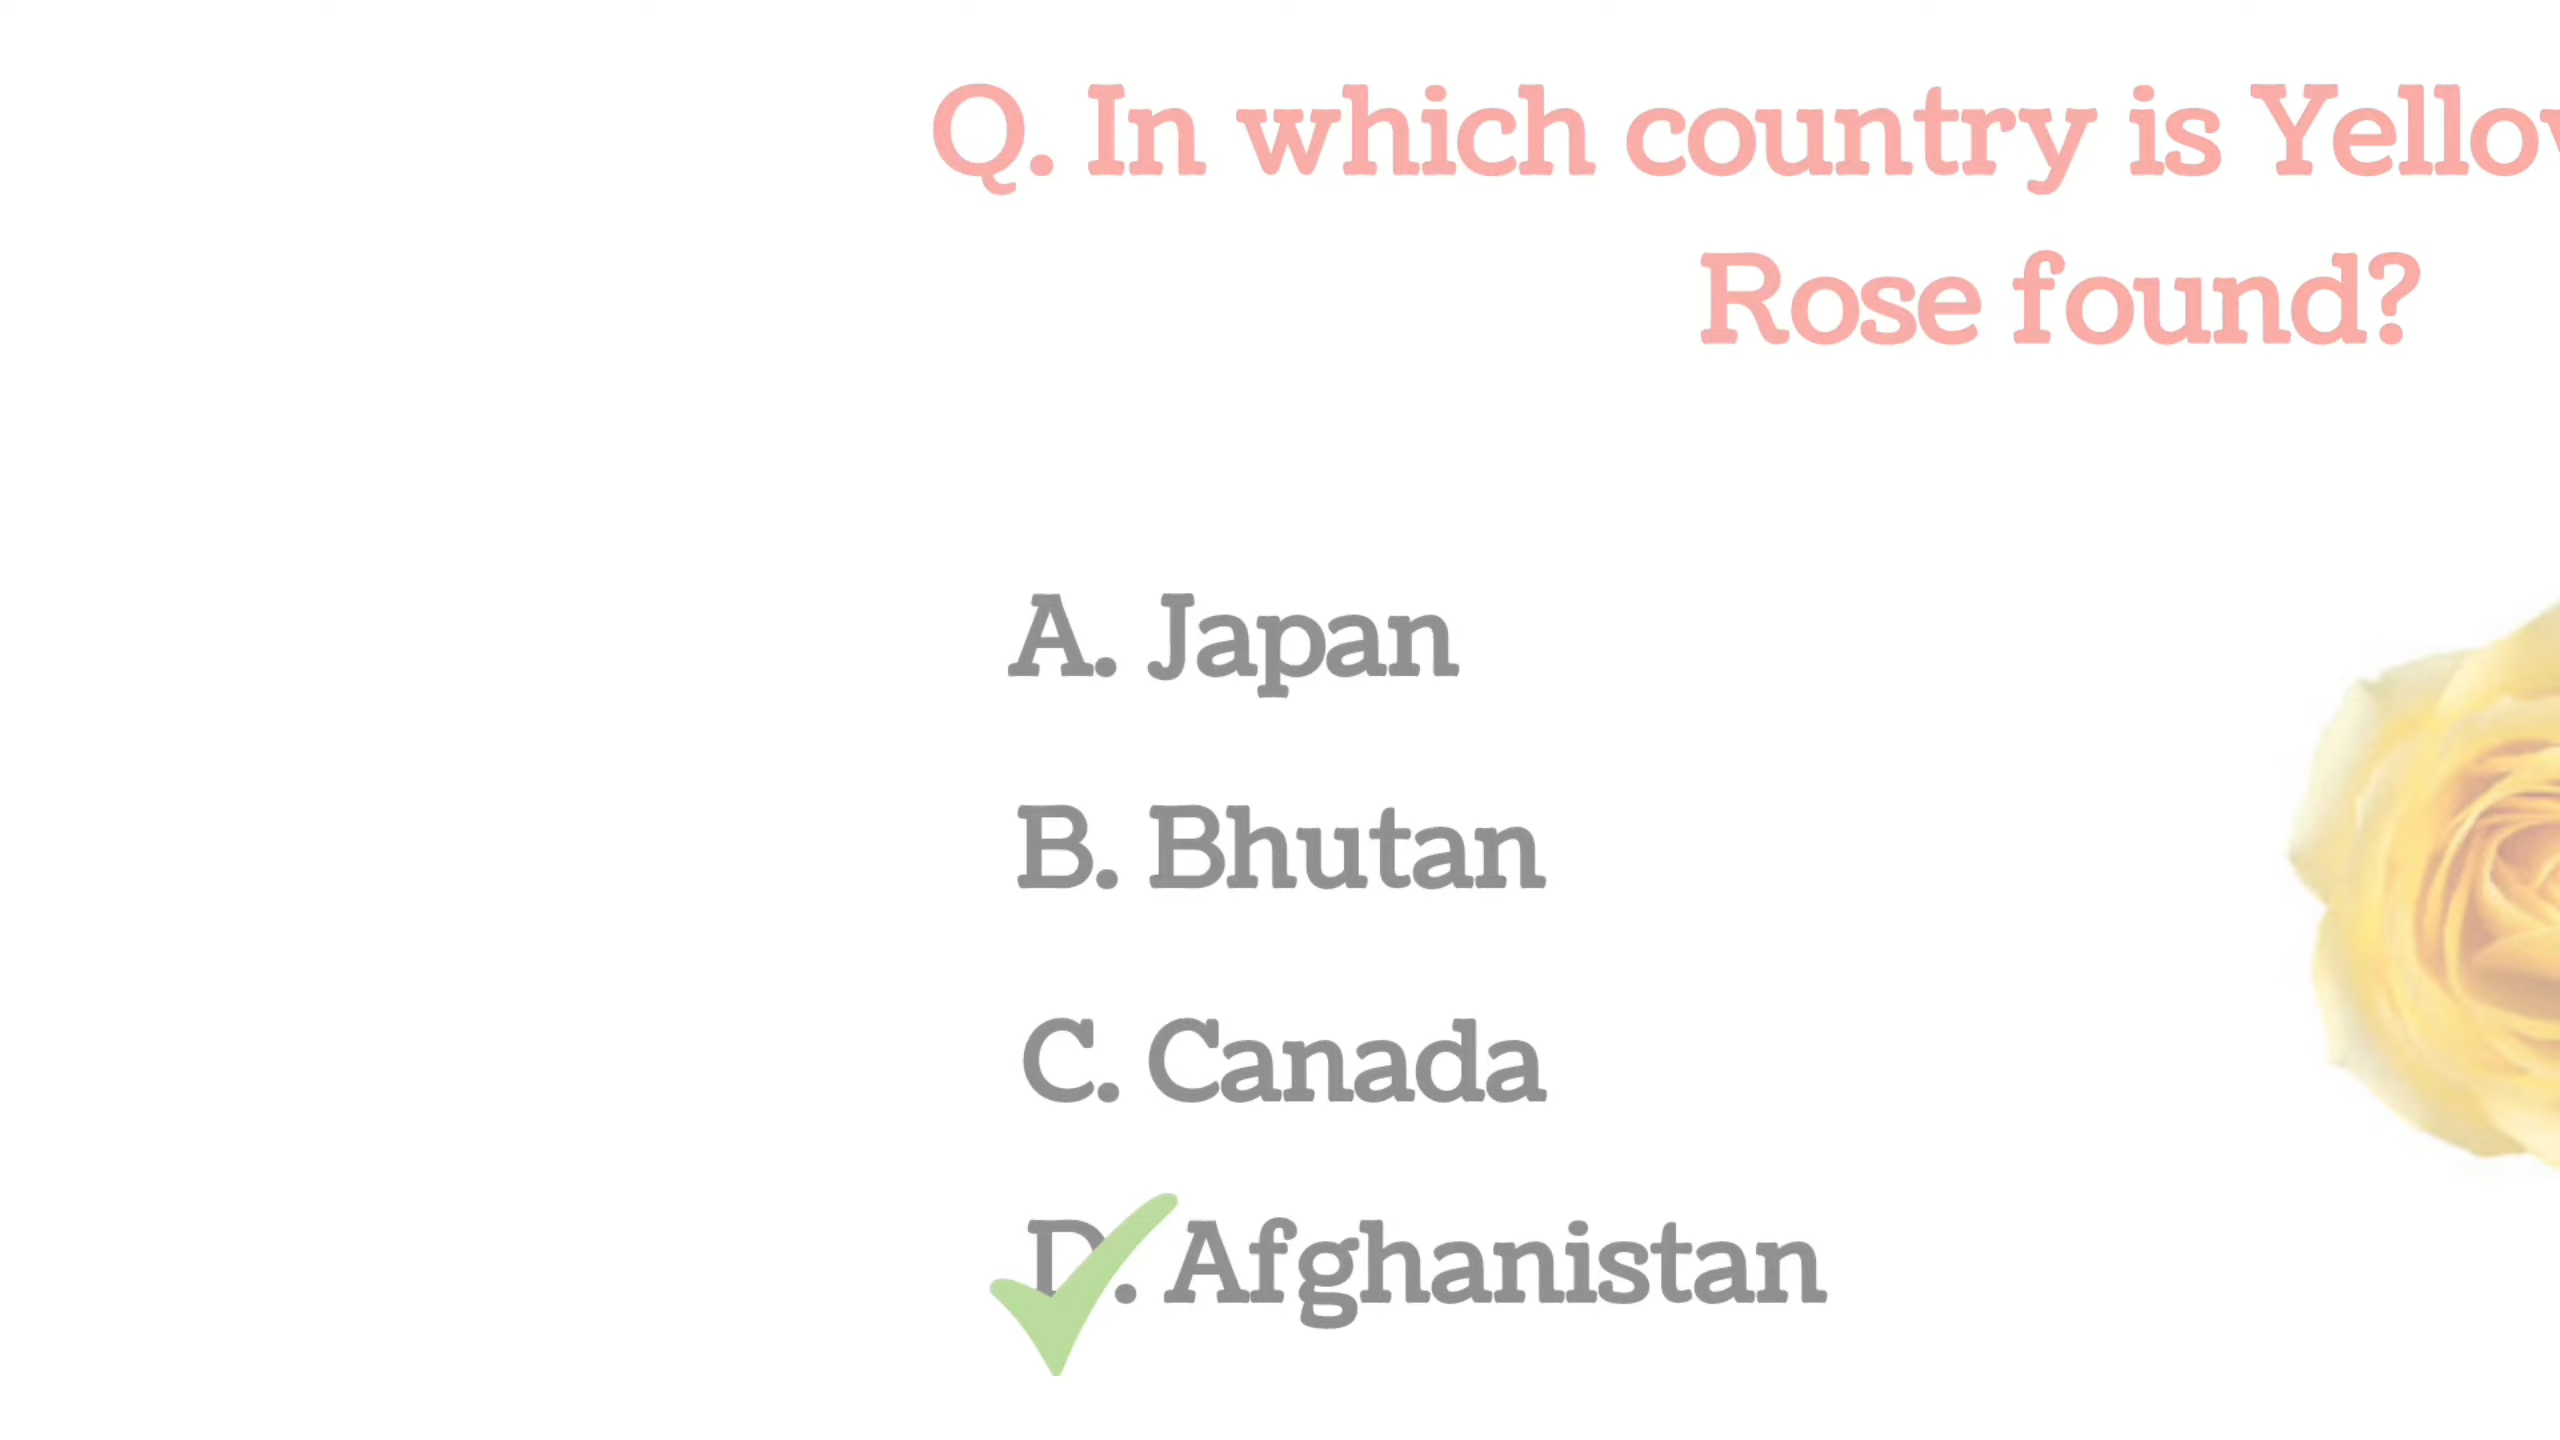 Q. In which country is Yellow
Rose found?
A. Japan
B. Bhutan
C. Canada
D. Afghanistan